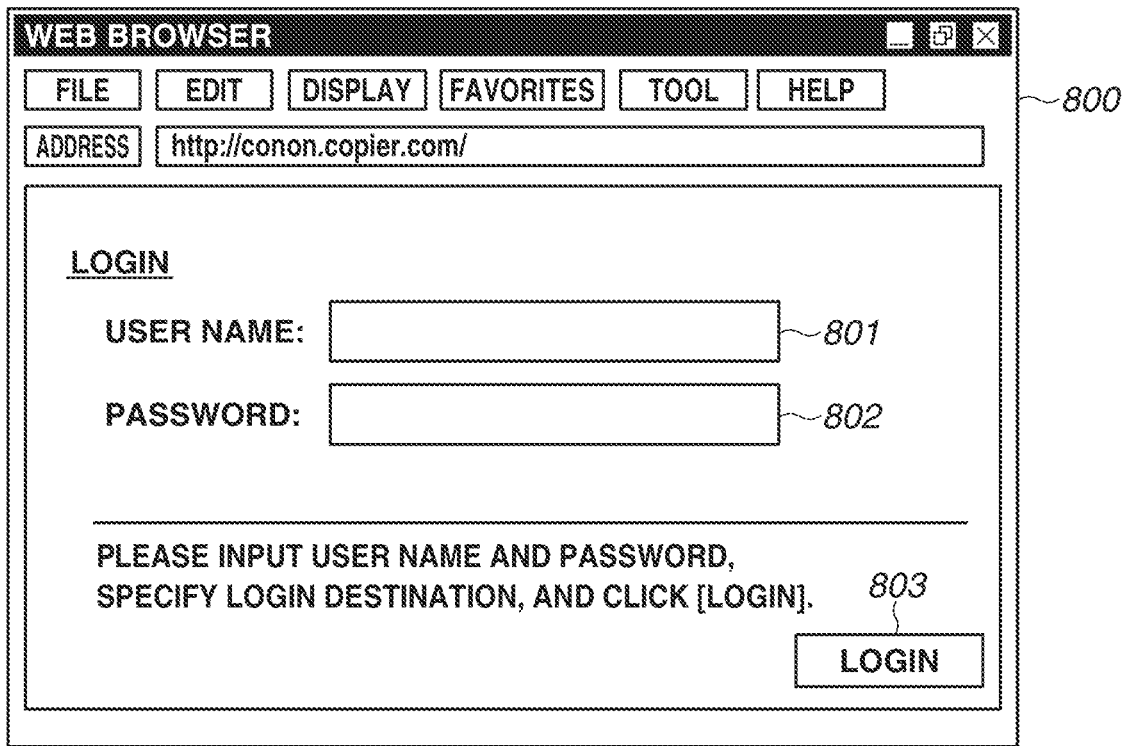 WEB BROWSER
FILE EDIT DISPLAY FAVORITES TOOL HELP
800
ADDRESS http://conon.copier.com/
LOGIN
USER NAME: 801
PASSWORD: 802
PLEASE INPUT USER NAME AND PASSWORD,
SPECIFY LOGIN DESTINATION, AND CLICK [LOGIN].
803
LOGIN